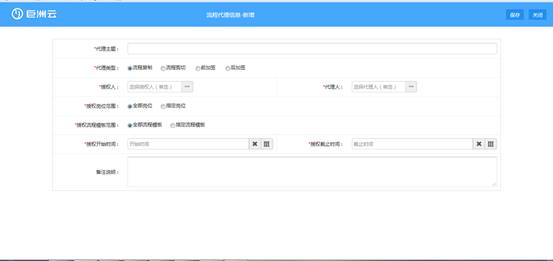 巨洲云
流程代理信息-新增
保存 关闭
*代理主题：
*代理类型： 流程复制 流程剪切 前加签 后加签
*授权人： 选择授权人（单选） *代理人： 选择代理人（单选）
*授权岗位范围： 全部岗位 指定岗位
*授权流程模板范围： 全部流程模板 指定流程模板
*授权开始时间： 开始时间 *授权截止时间： 截止时间
备注说明：